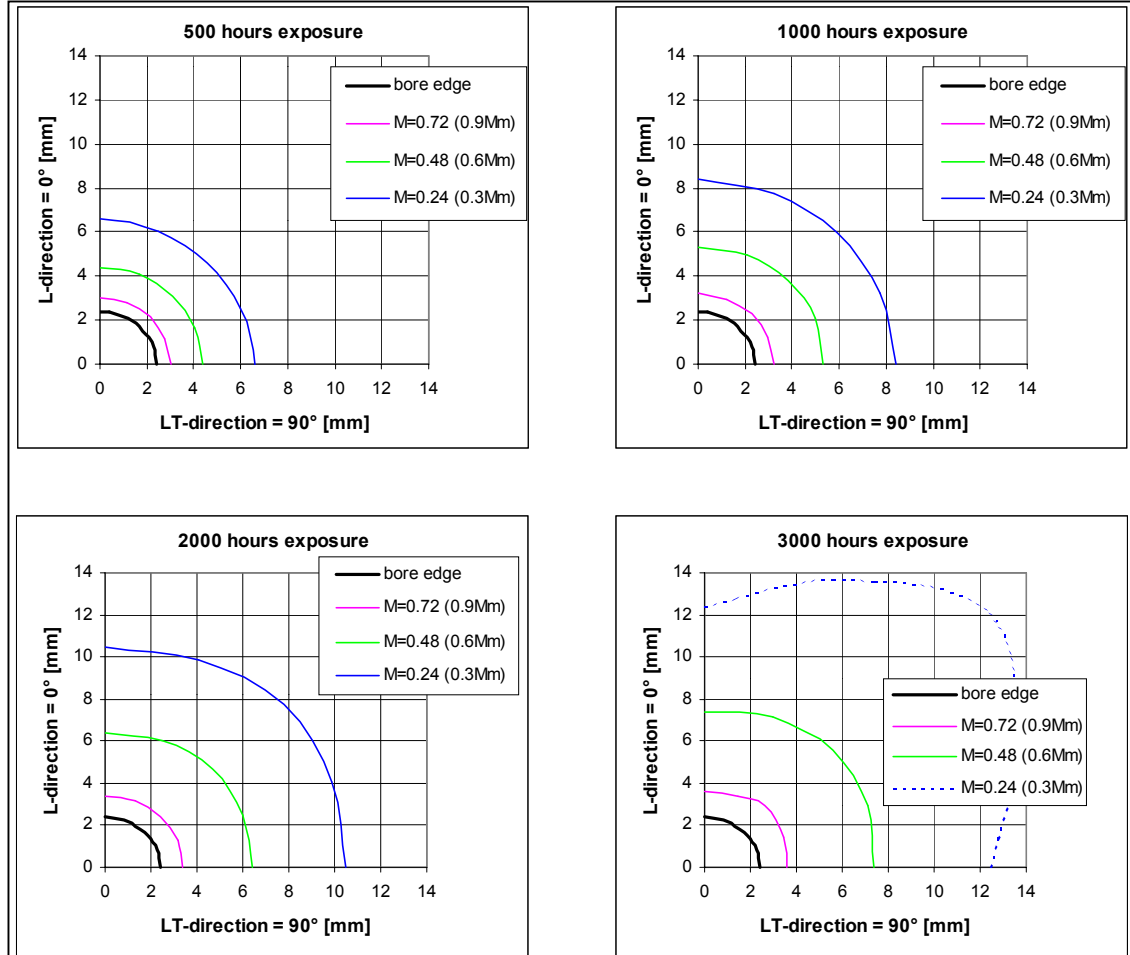 500 hours exposure
14
12
10
8
6
4
2
0
0 2 4 6 8 10 12 14
L-direction = 0° [mm]
LT-direction = 90° [mm]
bore edge
M=0.72 (0.9Mm)
M=0.48 (0.6Mm)
M=0.24 (0.3Mm)
1000 hours exposure
14
12
10
8
6
4
2
0
0 2 4 6 8 10 12 14
L-direction = 0° [mm]
LT-direction = 90° [mm]
bore edge
M=0.72 (0.9Mm)
M=0.48 (0.6Mm)
M=0.24 (0.3Mm)
2000 hours exposure
14
12
10
8
6
4
2
0
0 2 4 6 8 10 12 14
L-direction = 0° [mm]
LT-direction = 90° [mm]
bore edge
M=0.72 (0.9Mm)
M=0.48 (0.6Mm)
M=0.24 (0.3Mm)
3000 hours exposure
14
12
10
8
6
4
2
0
0 2 4 6 8 10 12 14
L-direction = 0° [mm]
LT-direction = 90° [mm]
bore edge
M=0.72 (0.9Mm)
M=0.48 (0.6Mm)
M=0.24 (0.3Mm)